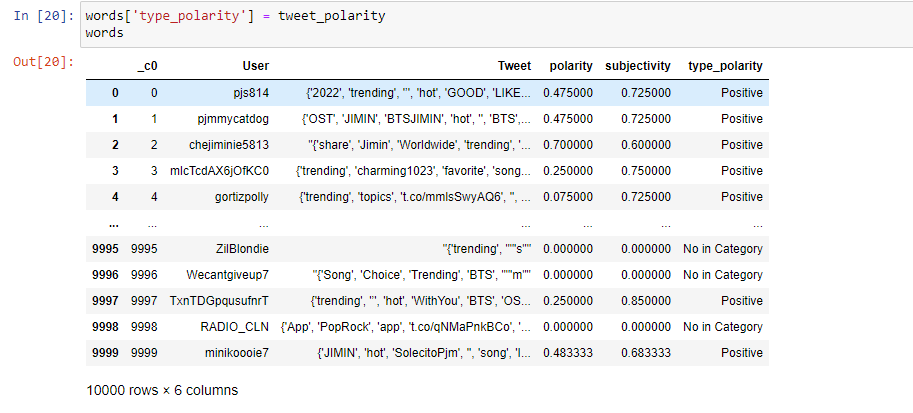 In [20]: words['type_polarity'] = tweet_polarity
words
Out[20]:
_c0 User Tweet polarity subjectivity type_polarity
0 0 pjs814 {'2022', 'trending', '"', 'hot', 'GOOD', 'LIKE... 0.475000 0.725000 Positive
1 1 pjmmycatdog {'OST', 'JIMIN', 'BTSJIMIN', 'hot', '', 'BTS',... 0.475000 0.725000 Positive
2 2 chejiminie5813 "{'share', 'Jimin', 'Worldwide', 'trending', '... 0.700000 0.600000 Positive
3 3 mIcTcdAX6jOfKC0 {'trending', 'charming1023', 'favorite', 'song... 0.250000 0.750000 Positive
4 4 gortizpolly {'trending', 'topics', 't.co/mmIsSwyAQ6', '', ... 0.075000 0.725000 Positive
... ... ... ... ... ... ...
9995 9995 ZilBlondie "{'trending', """s"" 0.000000 0.000000 No in Category
9996 9996 Wecantgiveup7 "{'Song', 'Choice', 'Trending', 'BTS', """m"" 0.000000 0.000000 No in Category
9997 9997 TxnTDGpqusufnrT {'trending', '"', 'hot', 'WithYou', 'BTS', 'OS... 0.250000 0.850000 Positive
9998 9998 RADIO_CLN {'App', 'PopRock', 'app', 't.co/qNMaPnkBCo', '... 0.000000 0.000000 No in Category
9999 9999 minikoooie7 {'JIMIN', 'hot', 'SolecitoPjm', '', 'song', 'I... 0.483333 0.683333 Positive
10000 rows × 6 columns